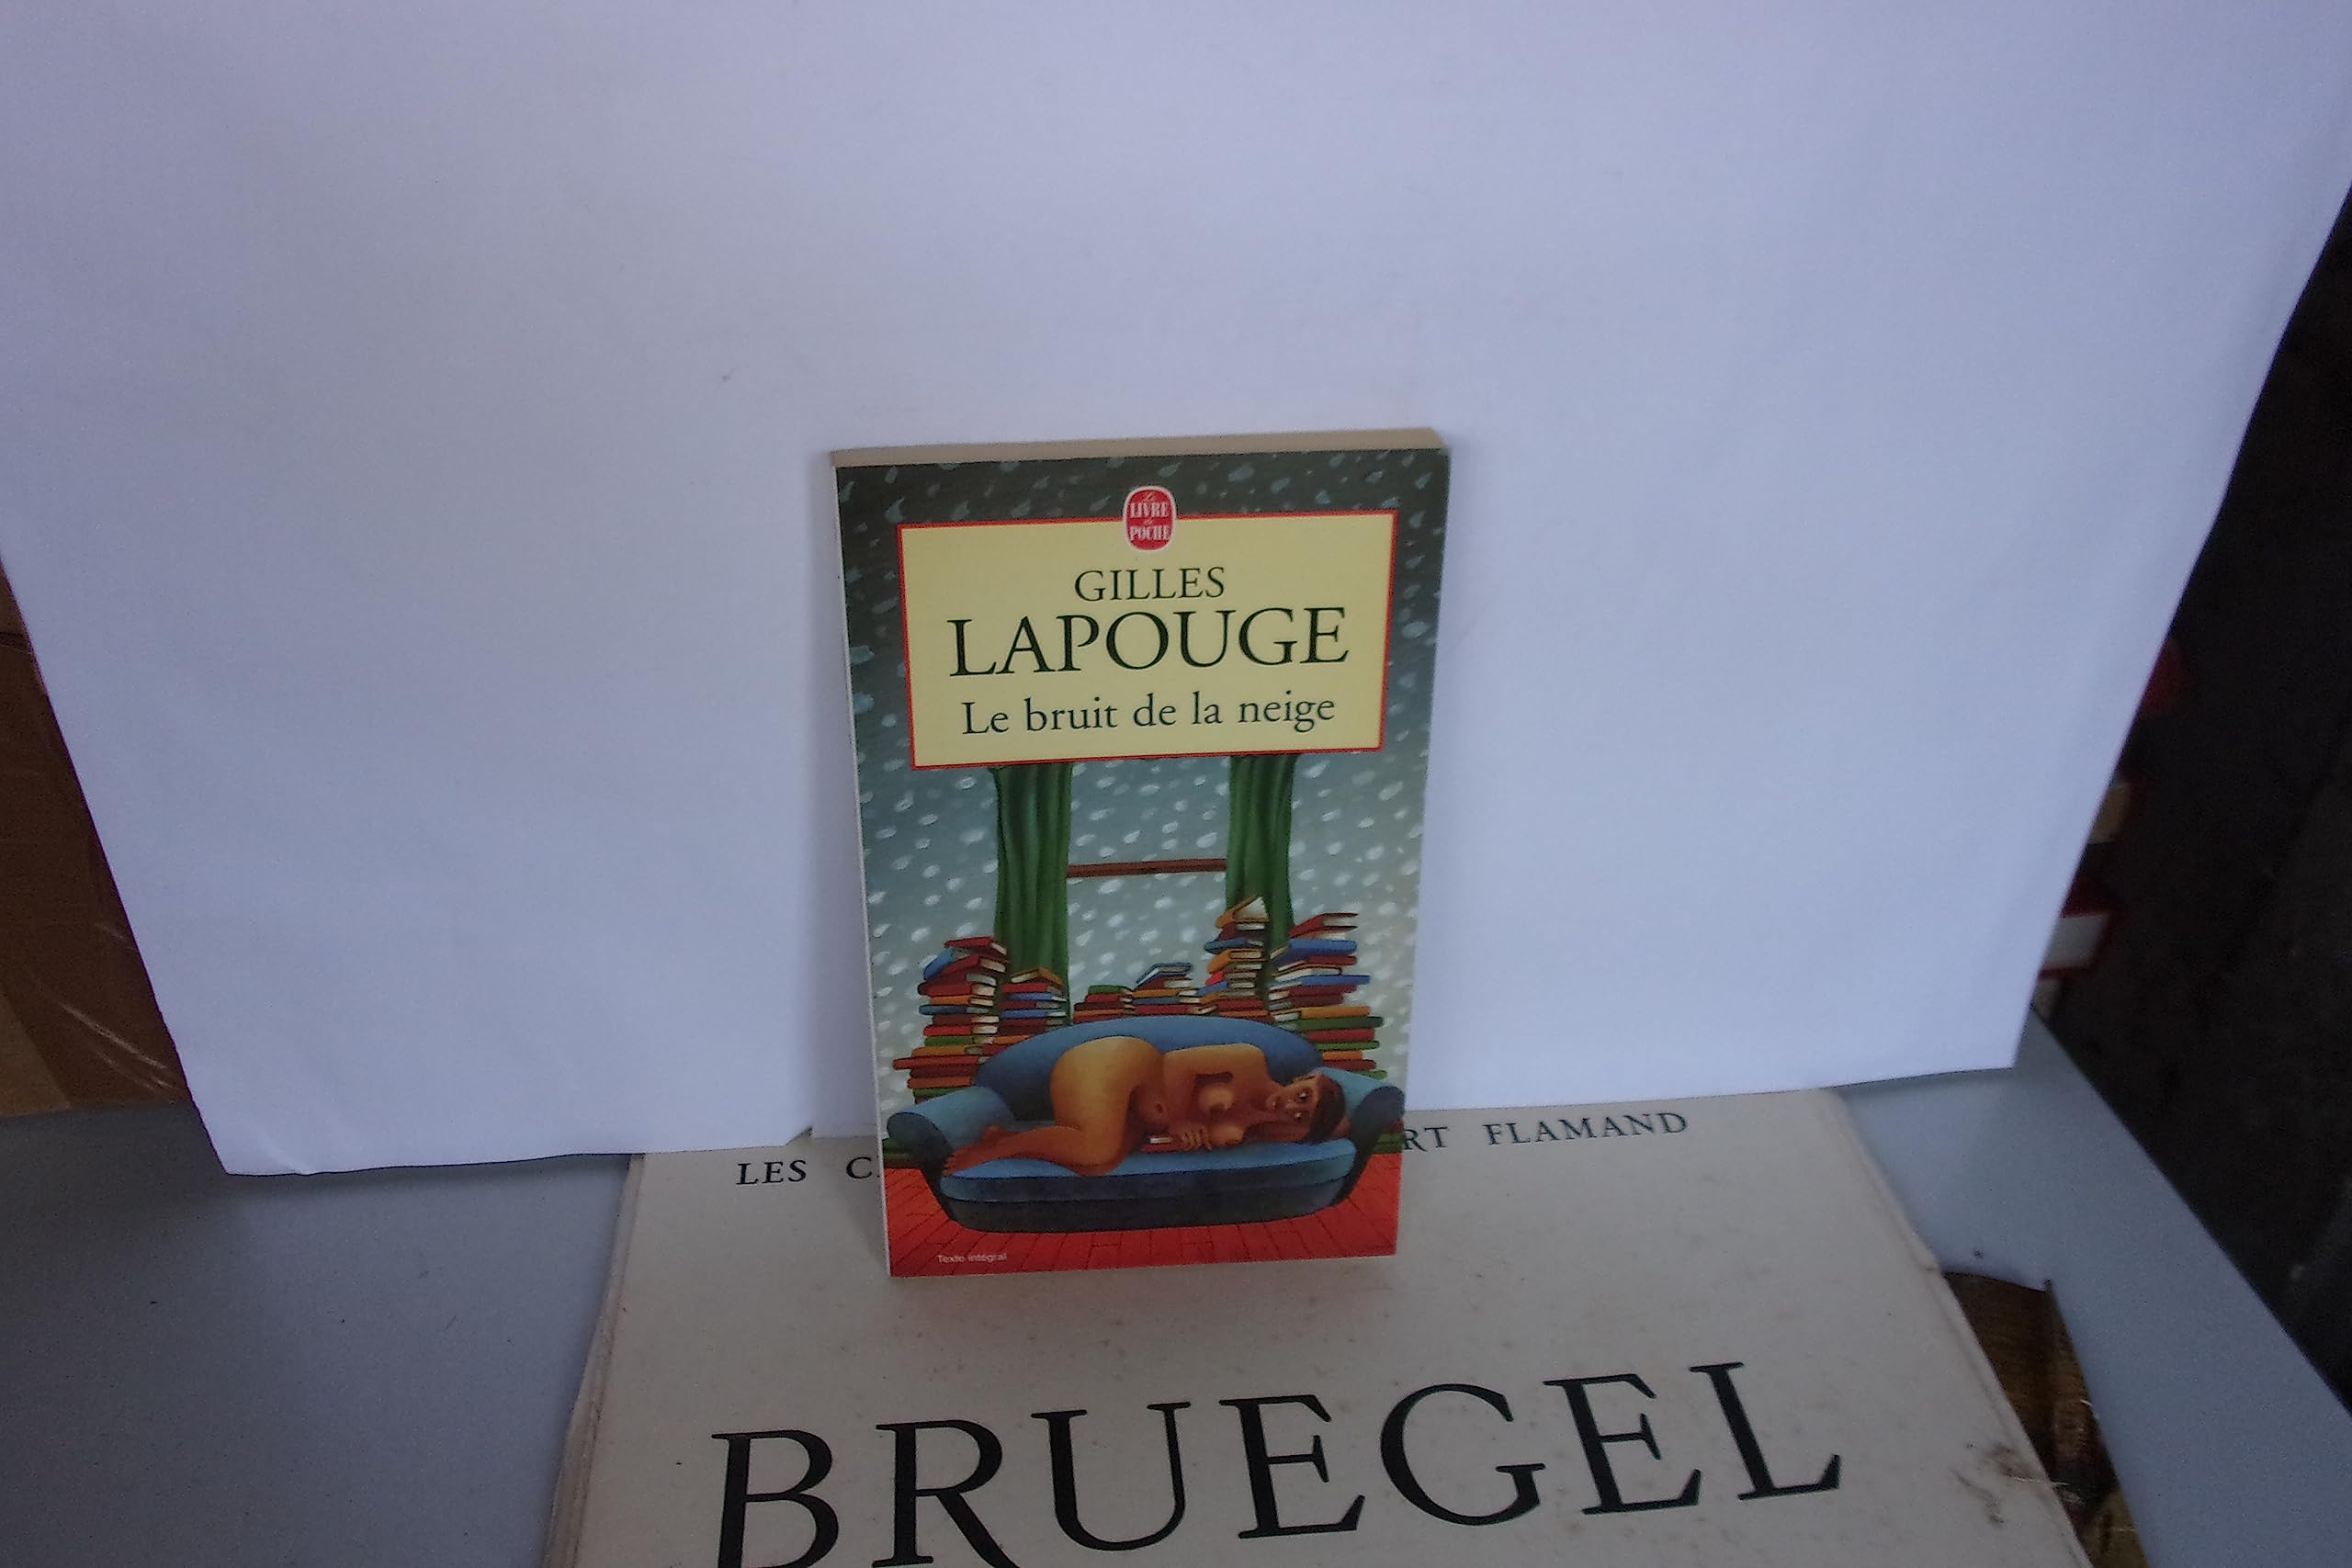 Le
LIVRE
de
POCHE
GILLES
LAPOUGE
Le bruit de la neige
Texte intégral
LES C RT FLAMAND
BRUEGEL